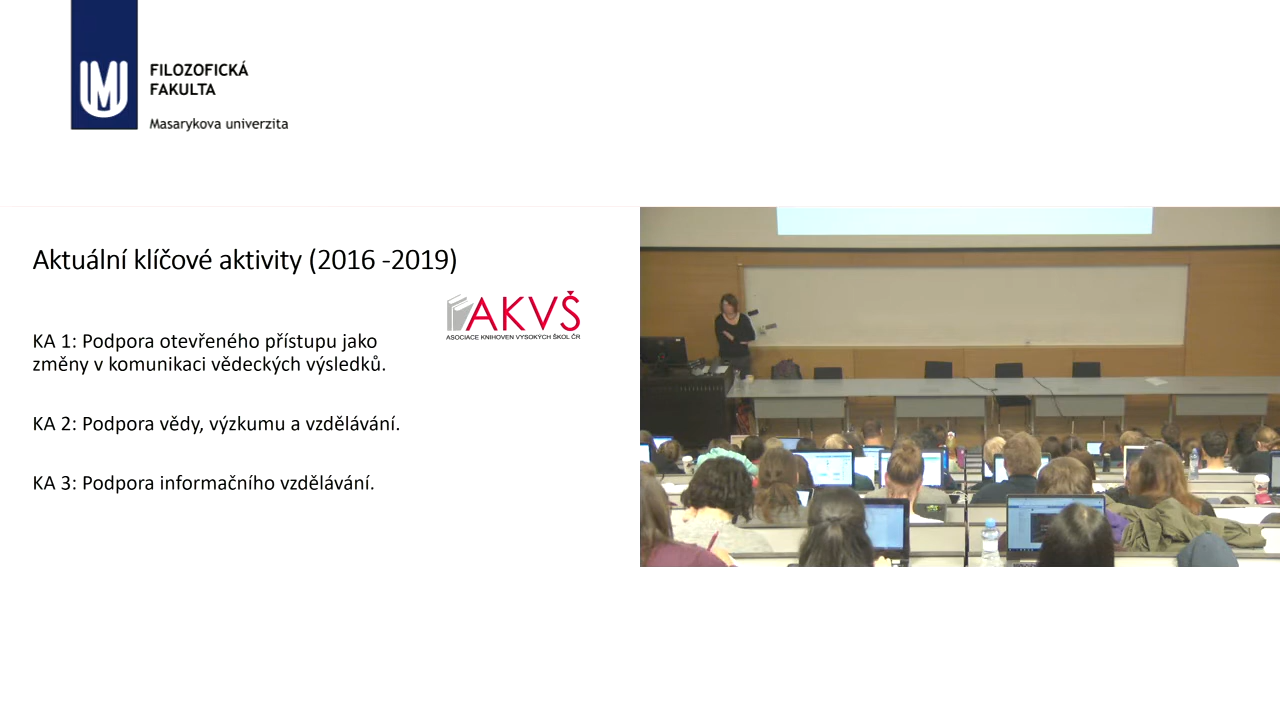 FILOZOFICKÁ
FAKULTA
Masarykova univerzita
Aktuální klíčové aktivity (2016 -2019)
AKVŠ
ASOCIACE KNIHOVEN VYSOKÝCH ŠKOL ČR
KA 1: Podpora otevřeného přístupu jako
změny v komunikaci vědeckých výsledků.
KA 2: Podpora vědy, výzkumu a vzdělávání.
KA 3: Podpora informačního vzdělávání.